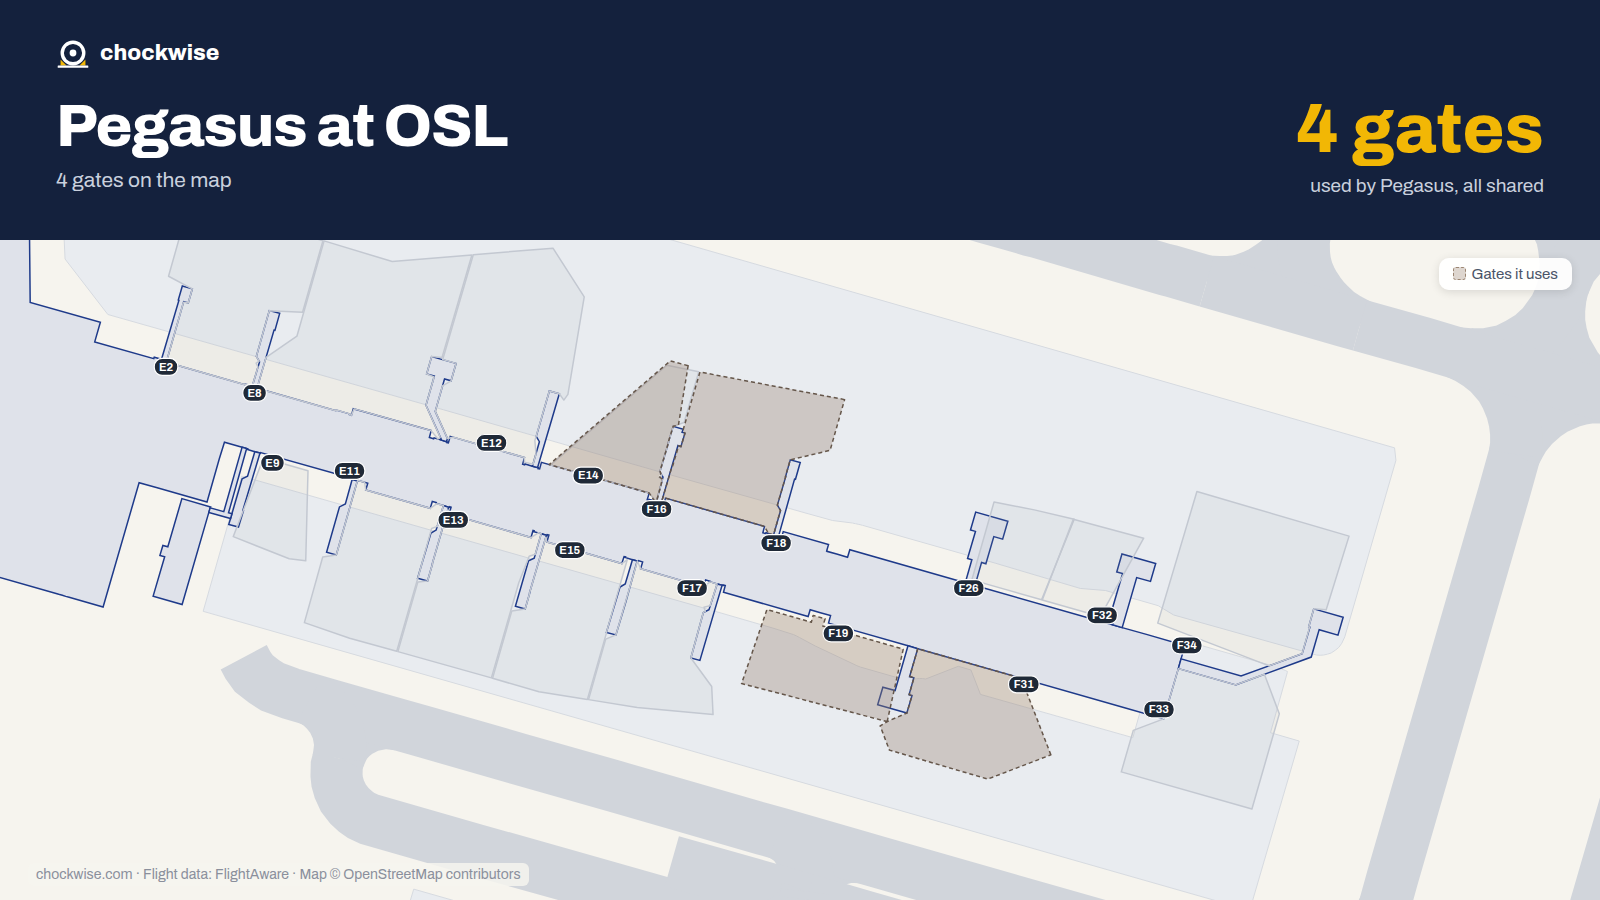 chockwise
Pegasus at OSL
4 gates on the map
4 gates
used by Pegasus, all shared
Gates it uses
E2
E8
E12
E9
E11
E14
E13
F16
E15
F18
F17
F26
F19
F32
F34
F31
F33
chockwise.com · Flight data: FlightAware · Map © OpenStreetMap contributors